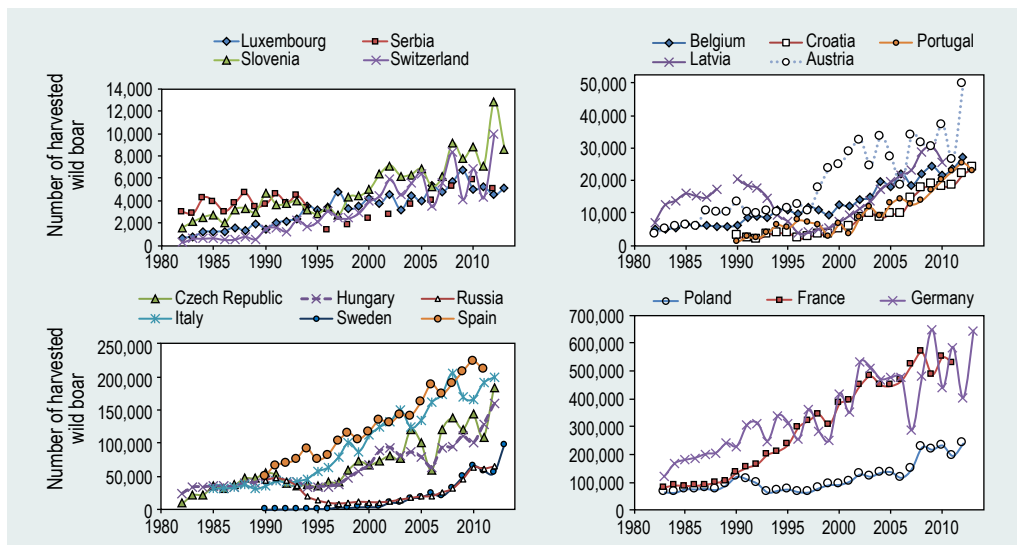 Luxembourg Serbia
Slovenia Switzerland
Number of harvested
wild boar
14,000
12,000
10,000
8,000
6,000
4,000
2,000
0
1980 1985 1990 1995 2000 2005 2010
Belgium Croatia Portugal
Latvia Austria
50,000
40,000
30,000
20,000
10,000
0
1980 1985 1990 1995 2000 2005 2010
Czech Republic Hungary Russia
Italy Sweden Spain
Number of harvested
wild boar
250,000
200,000
150,000
100,000
50,000
0
1980 1985 1990 1995 2000 2005 2010
Poland France Germany
700,000
600,000
500,000
400,000
300,000
200,000
100,000
0
1980 1985 1990 1995 2000 2005 2010